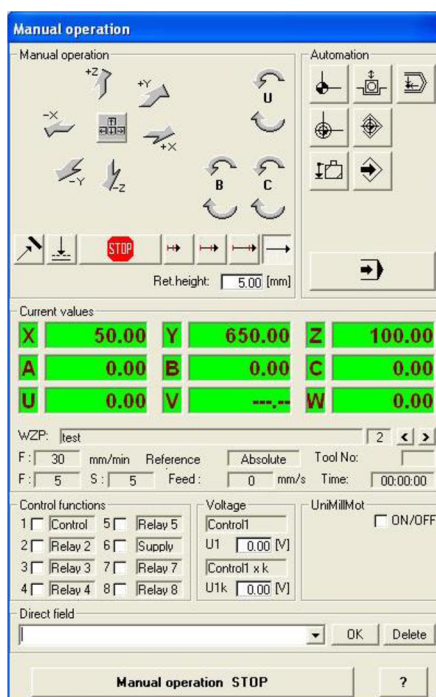 Manual operation
Manual operation
Automation
+Z
+Y
U
-X
+X
-Y
-Z
B
C
STOP
Ret.height: 5.00 [mm]
Current values
X 50.00 Y 650.00 Z 100.00
A 0.00 B 0.00 C 0.00
U 0.00 V ---.-- W 0.00
WZP: test 2 < >
F: 30 mm/min Reference Absolute Tool No:
F: 5 S: 5 Feed: 0 mm/s Time: 00:00:00
Control functions
Voltage
UniMillMot
1 Control 5 Relay 5 Control1 ON/OFF
2 Relay 2 6 Supply U1 0.00 [V]
3 Relay 3 7 Relay 7 Control1 x k
4 Relay 4 8 Relay 8 U1k 0.00 [V]
Direct field
OK Delete
Manual operation STOP ?